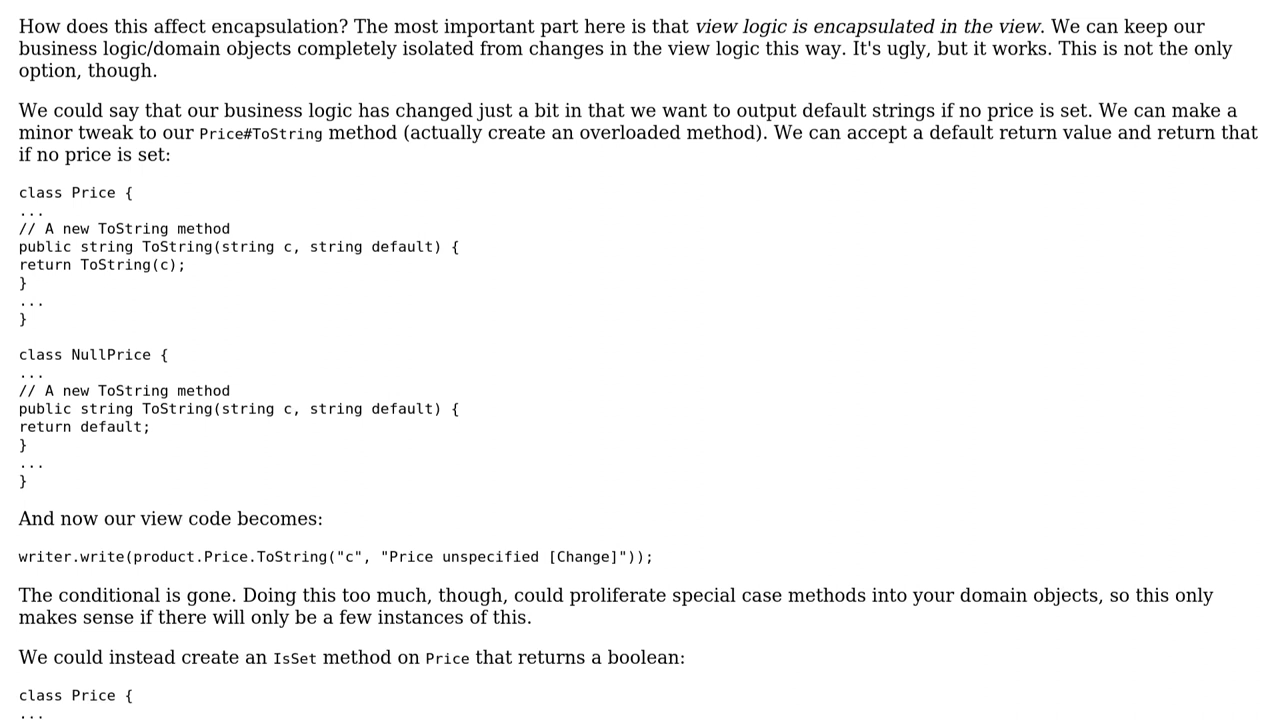 How does this affect encapsulation? The most important part here is that view logic is encapsulated in the view. We can keep our
business logic/domain objects completely isolated from changes in the view logic this way. It's ugly, but it works. This is not the only
option, though.
We could say that our business logic has changed just a bit in that we want to output default strings if no price is set. We can make a
minor tweak to our Price#ToString method (actually create an overloaded method). We can accept a default return value and return that
if no price is set:
class Price {
...
// A new ToString method
public string ToString(string c, string default) {
return ToString(c);
}
...
}
class NullPrice {
...
// A new ToString method
public string ToString(string c, string default) {
return default;
}
...
}
And now our view code becomes:
writer.write(product.Price.ToString("c", "Price unspecified [Change]"));
The conditional is gone. Doing this too much, though, could proliferate special case methods into your domain objects, so this only
makes sense if there will only be a few instances of this.
We could instead create an IsSet method on Price that returns a boolean:
class Price {
...